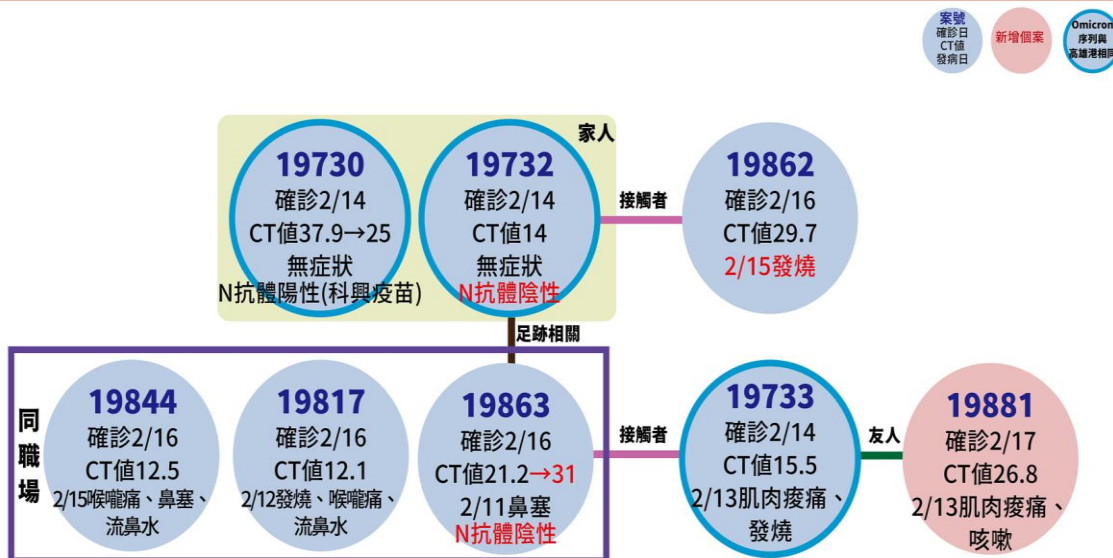 案號
確診日
CT值
發病日
新增個案
Omicron
序列與
高雄港相同
家人
19730
確診2/14
CT值37.9→25
無症狀
N抗體陽性(科興疫苗)
19732
確診2/14
CT值14
無症狀
N抗體陰性
接觸者
19862
確診2/16
CT值29.7
2/15發燒
足跡相關
同
職
場
19844
確診2/16
CT值12.5
2/15喉嚨痛、鼻塞、
流鼻水
19817
確診2/16
CT值12.1
2/12發燒、喉嚨痛、
流鼻水
19863
確診2/16
CT值21.2→31
2/11鼻塞
N抗體陰性
接觸者
19733
確診2/14
CT值15.5
2/13肌肉痠痛、
發燒
友人
19881
確診2/17
CT值26.8
2/13肌肉痠痛、
咳嗽